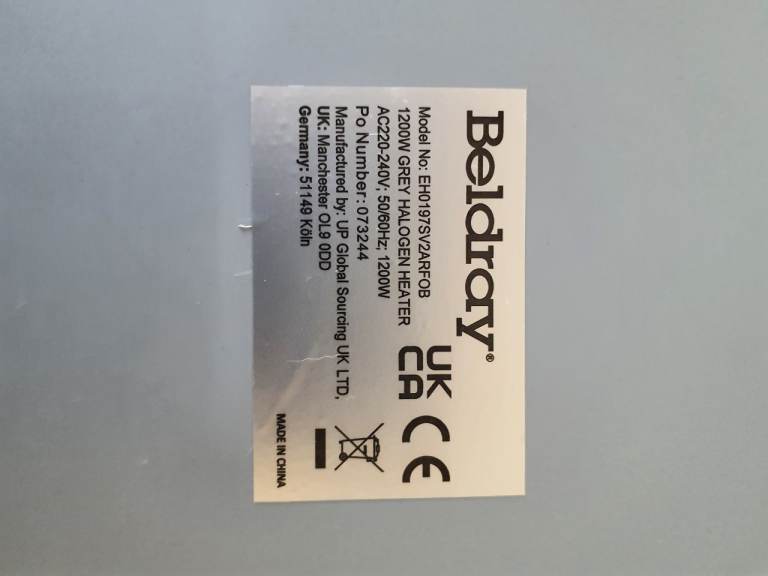 Beldray®
Model No: EH0197SV2ARFOB
1200W GREY HALOGEN HEATER
AC220-240V; 50/60Hz; 1200W
Po Number: 073244
Manufactured by: UP Global Sourcing UK LTD,
UK: Manchester OL9 0DD
Germany: 51149 Köln
UK
CA
CE
MADE IN CHINA